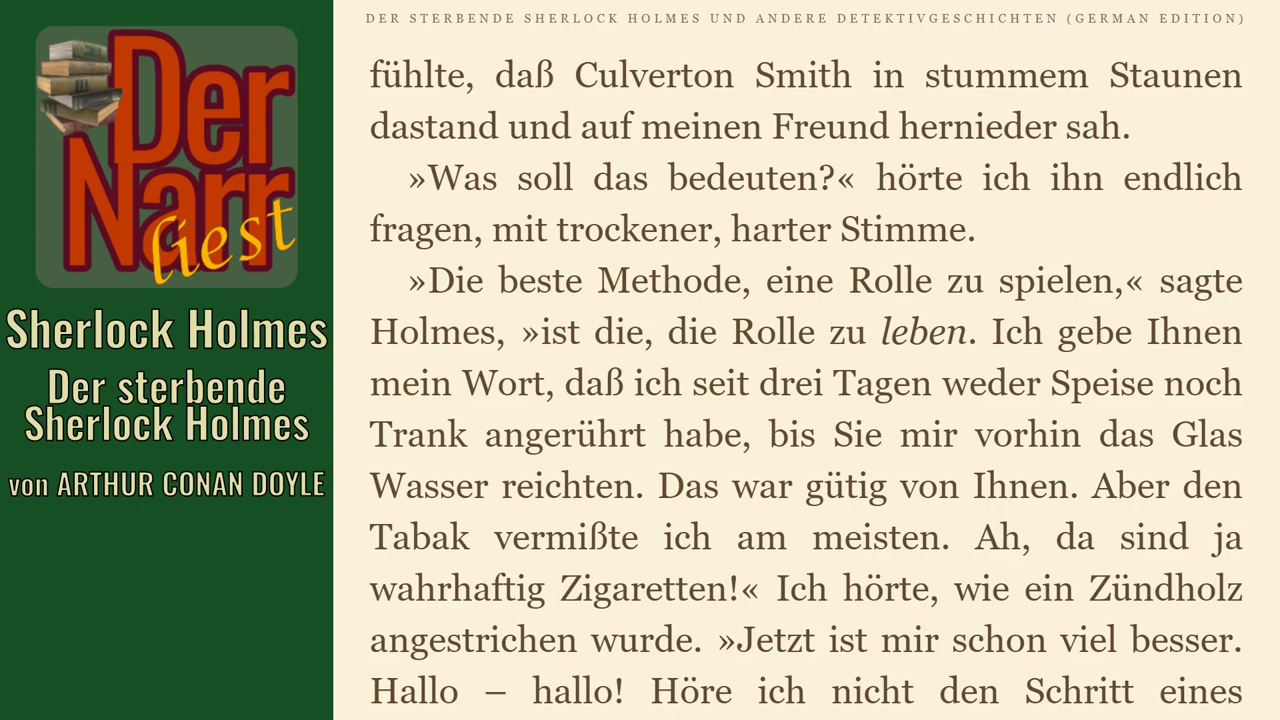 Der
Narr
liest
Sherlock Holmes
Der sterbende
Sherlock Holmes
von ARTHUR CONAN DOYLE
DER STERBENDE SHERLOCK HOLMES UND ANDERE DETEKTIVGESCHICHTEN (GERMAN EDITION)
fühlte, daß Culverton Smith in stummem Staunen
dastand und auf meinen Freund hernieder sah.
»Was soll das bedeuten?« hörte ich ihn endlich
fragen, mit trockener, harter Stimme.
»Die beste Methode, eine Rolle zu spielen,« sagte
Holmes, »ist die, die Rolle zu leben. Ich gebe Ihnen
mein Wort, daß ich seit drei Tagen weder Speise noch
Trank angerührt habe, bis Sie mir vorhin das Glas
Wasser reichten. Das war gütig von Ihnen. Aber den
Tabak vermißte ich am meisten. Ah, da sind ja
wahrhaftig Zigaretten!« Ich hörte, wie ein Zündholz
angestrichen wurde. »Jetzt ist mir schon viel besser.
Hallo – hallo! Höre ich nicht den Schritt eines